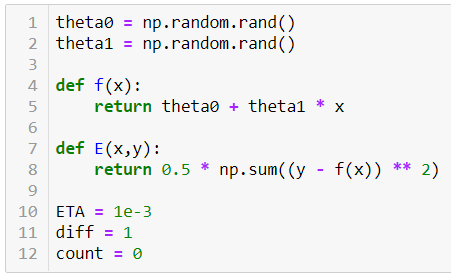 1 theta0 = np.random.rand()
2 theta1 = np.random.rand()
3
4 def f(x):
5     return theta0 + theta1 * x
6
7 def E(x,y):
8     return 0.5 * np.sum((y - f(x)) ** 2)
9
10 ETA = 1e-3
11 diff = 1
12 count = 0